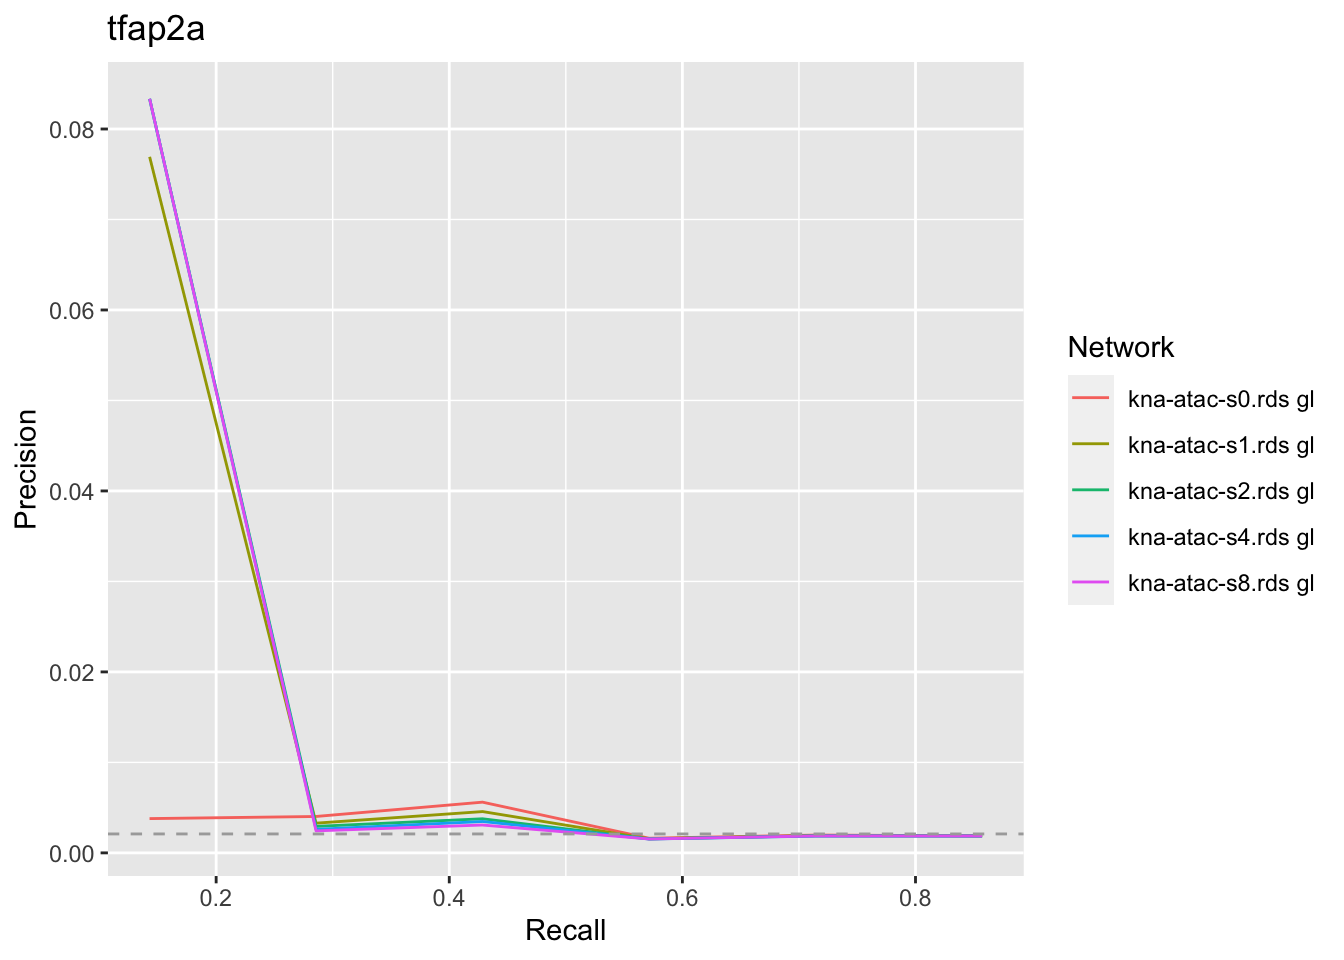 tfap2a
0.08
0.06
0.04
0.02
0.00
Precision
0.2
0.4
0.6
0.8
Recall
Network
kna-atac-s0.rds gl
kna-atac-s1.rds gl
kna-atac-s2.rds gl
kna-atac-s4.rds gl
kna-atac-s8.rds gl